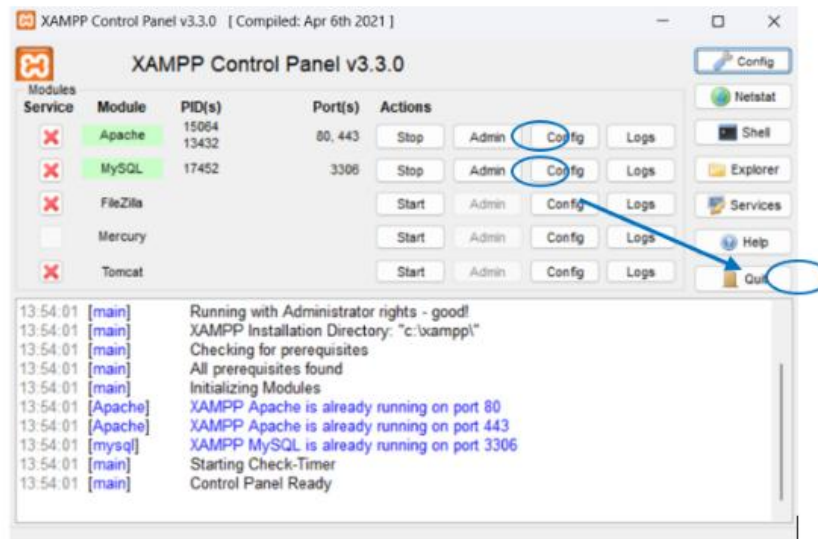 XAMPP Control Panel v3.3.0 [ Compiled: Apr 6th 2021 ]
XAMPP Control Panel v3.3.0
Config
Modules
Service Module PID(s) Port(s) Actions
Netstat
Apache 15064 13432 80, 443 Stop Admin Config Logs
Shell
MySQL 17452 3306 Stop Admin Config Logs
Explorer
FileZilla Start Admin Config Logs
Services
Mercury Start Admin Config Logs
Help
Tomcat Start Admin Config Logs
Quit
13:54:01 [main] Running with Administrator rights - good!
13:54:01 [main] XAMPP Installation Directory: "c:\xampp\"
13:54:01 [main] Checking for prerequisites
13:54:01 [main] All prerequisites found
13:54:01 [main] Initializing Modules
13:54:01 [Apache] XAMPP Apache is already running on port 80
13:54:01 [Apache] XAMPP Apache is already running on port 443
13:54:01 [mysql] XAMPP MySQL is already running on port 3306
13:54:01 [main] Starting Check-Timer
13:54:01 [main] Control Panel Ready